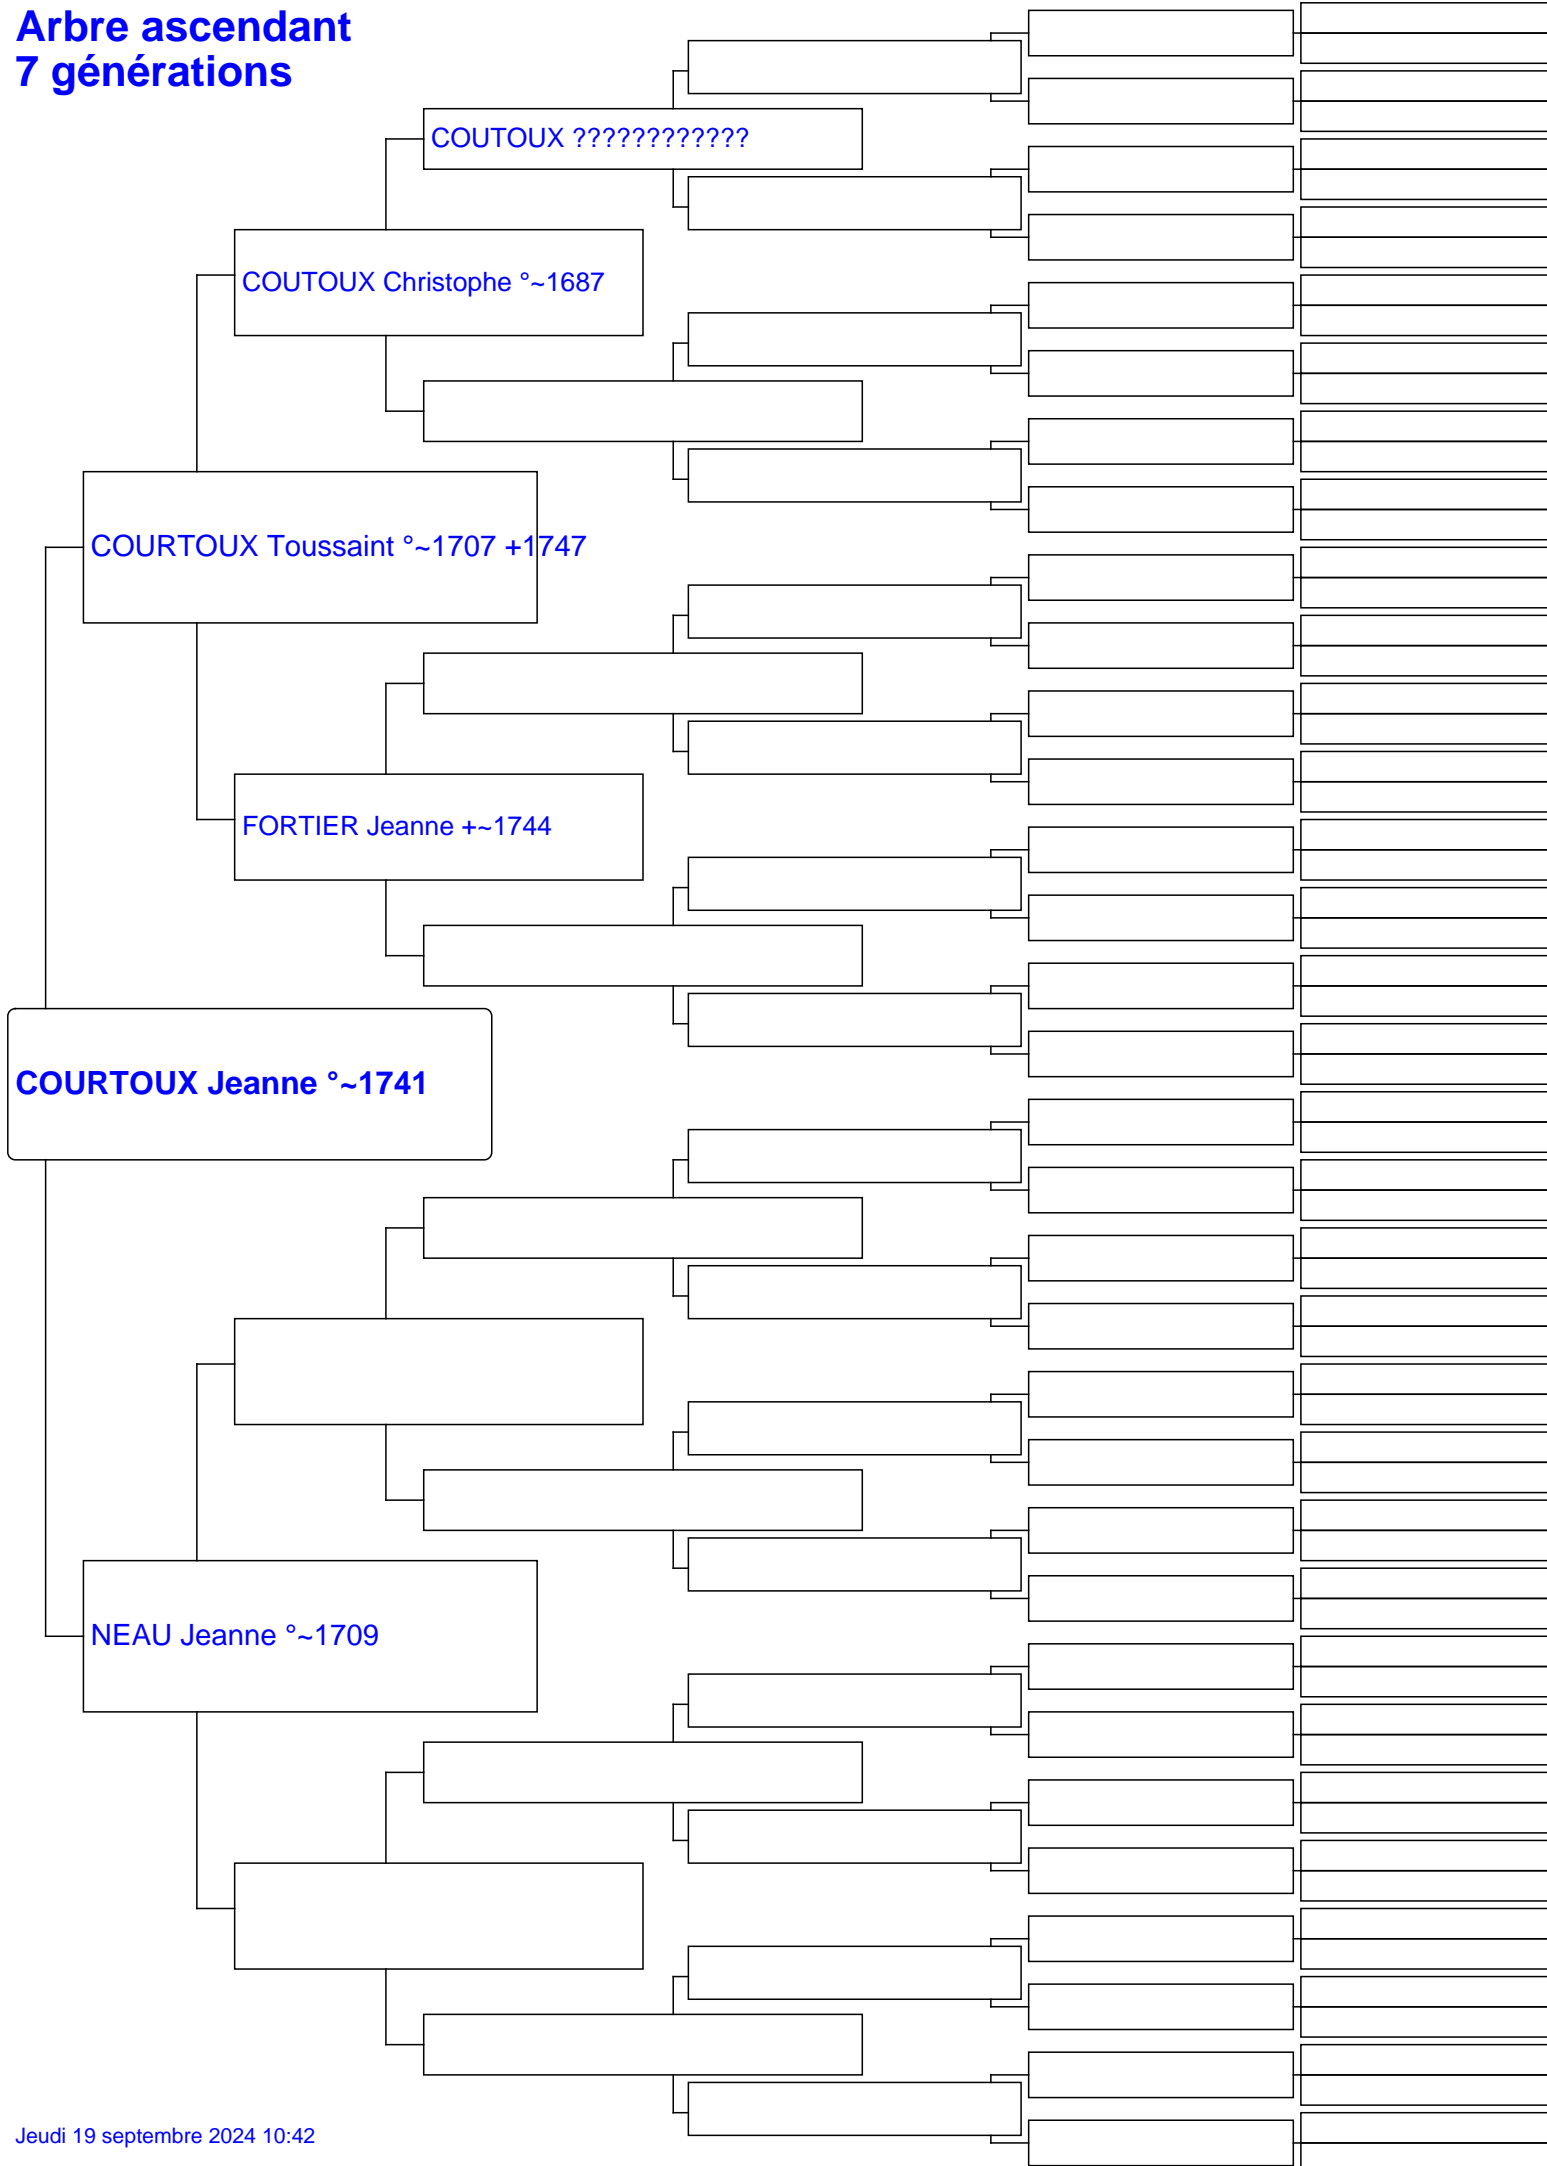 Arbre ascendant
7 générations
COUTOUX ????????????
COUTOUX Christophe °~1687
COURTOUX Toussaint °~1707 +1747
FORTIER Jeanne +~1744
COURTOUX Jeanne °~1741
NEAU Jeanne °~1709
Jeudi 19 septembre 2024 10:42